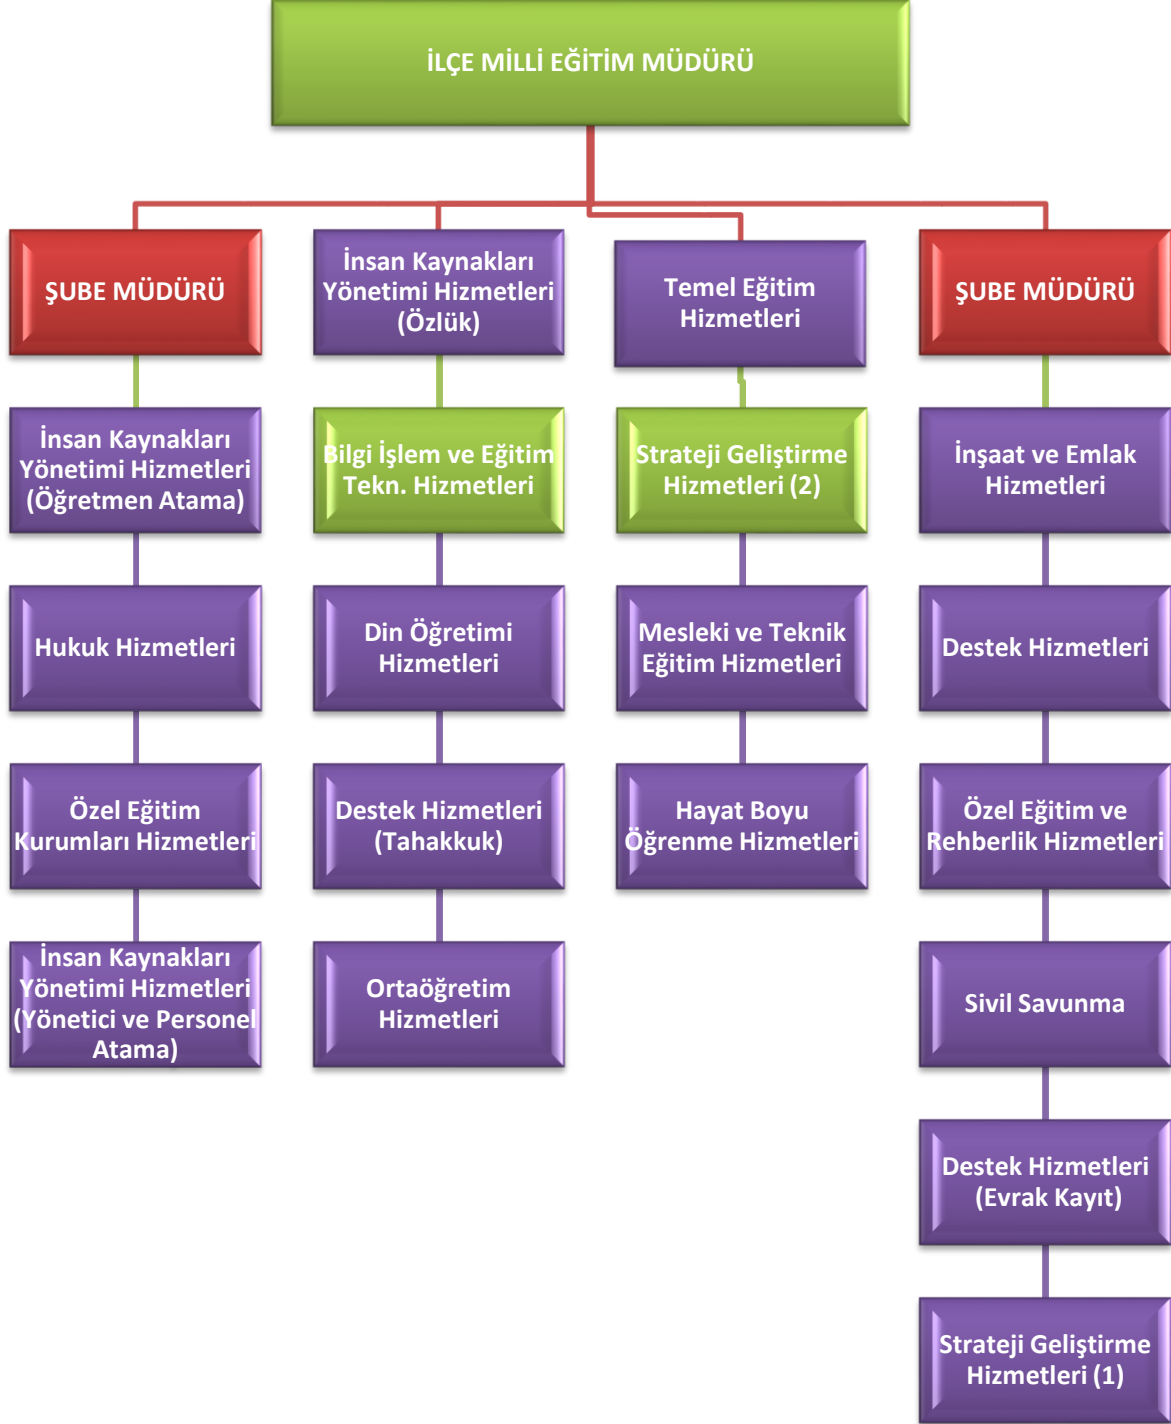 İLÇE MİLLİ EĞİTİM MÜDÜRÜ
ŞUBE MÜDÜRÜ
İnsan Kaynakları
Yönetimi Hizmetleri
(Öğretmen Atama)
Hukuk Hizmetleri
Özel Eğitim
Kurumları Hizmetleri
İnsan Kaynakları
Yönetimi Hizmetleri
(Yönetici ve Personel
Atama)
İnsan Kaynakları
Yönetimi Hizmetleri
(Özlük)
Bilgi İşlem ve Eğitim
Tekn. Hizmetleri
Din Öğretimi
Hizmetleri
Destek Hizmetleri
(Tahakkuk)
Ortaöğretim
Hizmetleri
Temel Eğitim
Hizmetleri
Strateji Geliştirme
Hizmetleri (2)
Mesleki ve Teknik
Eğitim Hizmetleri
Hayat Boyu
Öğrenme Hizmetleri
ŞUBE MÜDÜRÜ
İnşaat ve Emlak
Hizmetleri
Destek Hizmetleri
Özel Eğitim ve
Rehberlik Hizmetleri
Sivil Savunma
Destek Hizmetleri
(Evrak Kayıt)
Strateji Geliştirme
Hizmetleri (1)